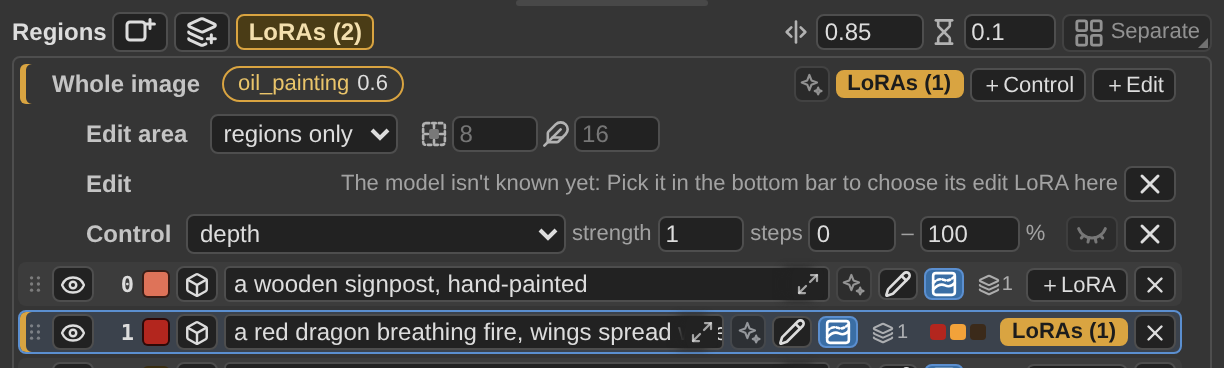 Regions LoRAs (2) 0.85 0.1 Separate
Whole image oil_painting 0.6 LoRAs (1) +Control +Edit
Edit area regions only 8 16
Edit The model isn't known yet: Pick it in the bottom bar to choose its edit LoRA here
Control depth strength 1 steps 0 – 100 %
0 a wooden signpost, hand-painted 1 +LoRA
1 a red dragon breathing fire, wings spread 1 LoRAs (1)